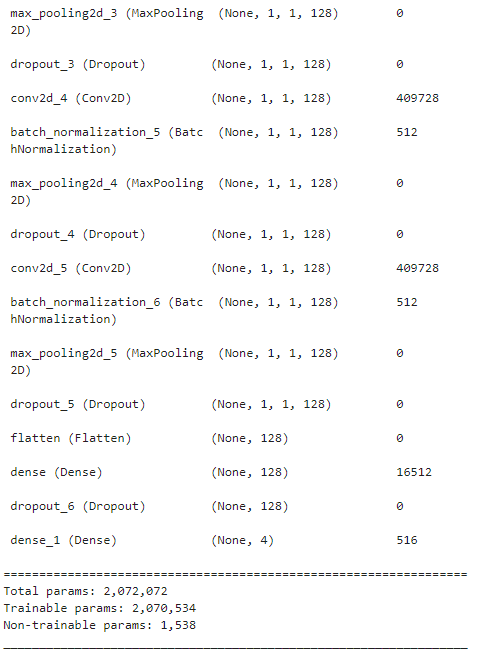 max_pooling2d_3 (MaxPooling (None, 1, 1, 128) 0
2D)
dropout_3 (Dropout) (None, 1, 1, 128) 0
conv2d_4 (Conv2D) (None, 1, 1, 128) 409728
batch_normalization_5 (Batc (None, 1, 1, 128) 512
hNormalization)
max_pooling2d_4 (MaxPooling (None, 1, 1, 128) 0
2D)
dropout_4 (Dropout) (None, 1, 1, 128) 0
conv2d_5 (Conv2D) (None, 1, 1, 128) 409728
batch_normalization_6 (Batc (None, 1, 1, 128) 512
hNormalization)
max_pooling2d_5 (MaxPooling (None, 1, 1, 128) 0
2D)
dropout_5 (Dropout) (None, 1, 1, 128) 0
flatten (Flatten) (None, 128) 0
dense (Dense) (None, 128) 16512
dropout_6 (Dropout) (None, 128) 0
dense_1 (Dense) (None, 4) 516
=================================================================
Total params: 2,072,072
Trainable params: 2,070,534
Non-trainable params: 1,538
_________________________________________________________________